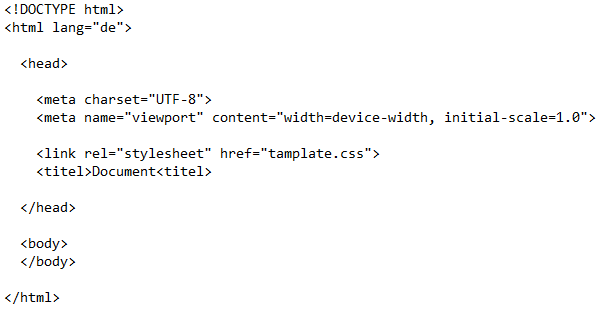 <!DOCTYPE html>
<html lang="de">
<head>
<meta charset="UTF-8">
<meta name="viewport" content="width=device-width, initial-scale=1.0">
<link rel="stylesheet" href="tamplate.css">
<titel>Document<titel>
</head>
<body>
</body>
</html>